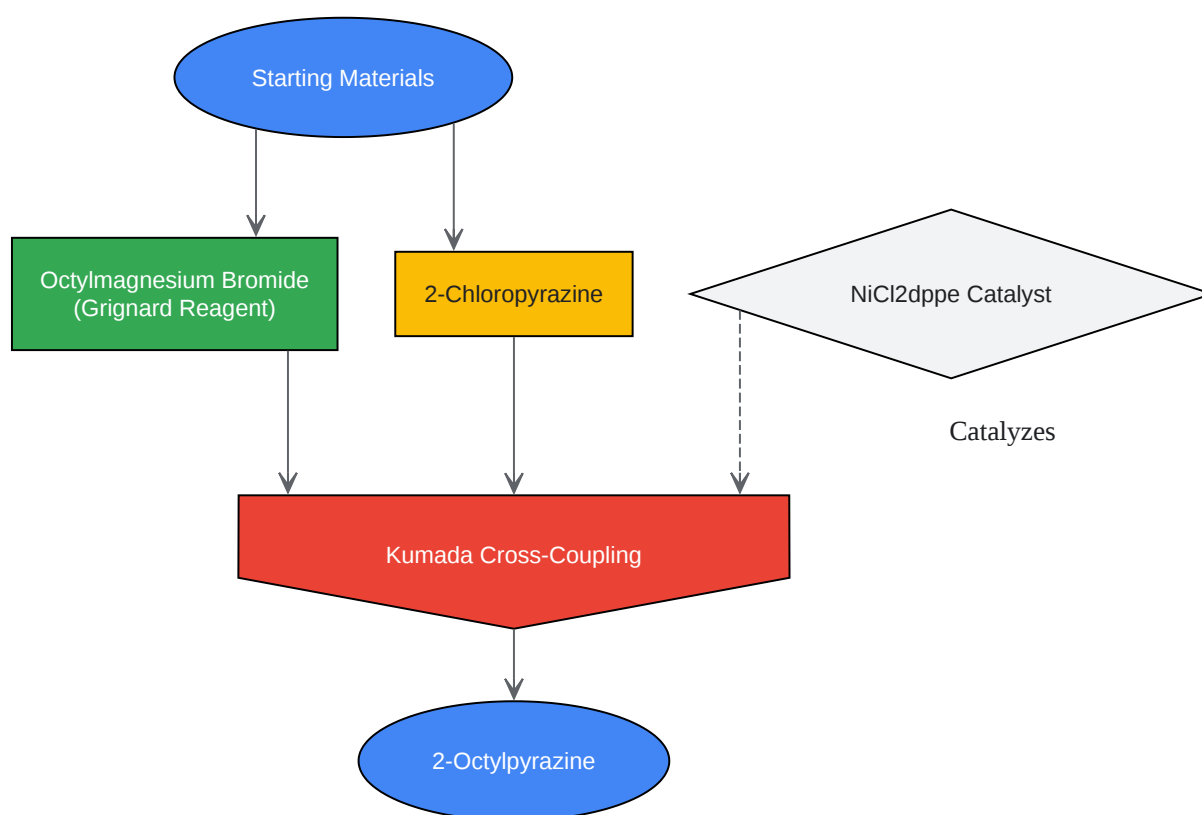 Starting Materials
Octylmagnesium Bromide
(Grignard Reagent)
2-Chloropyrazine
NiCl2dppe Catalyst
Catalyzes
Kumada Cross-Coupling
2-Octylpyrazine